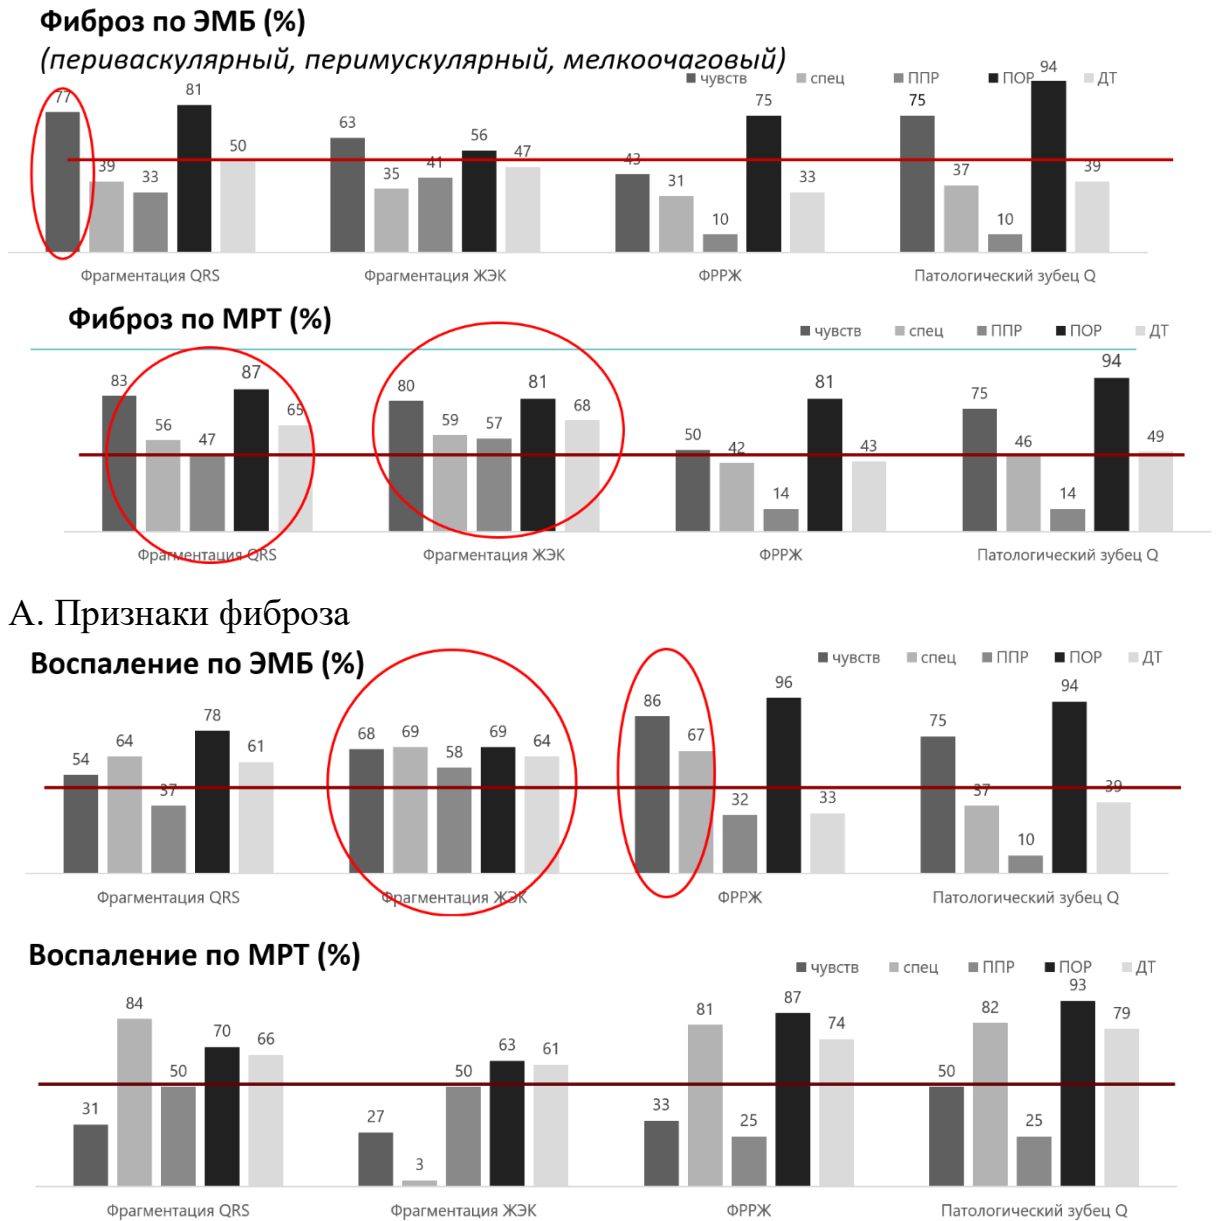 Фиброз по ЭМБ (%)
(периваскулярный, перимускулярный, мелкоочаговый)
чувств спец ППР ПОР ДТ
77 39 33 81 50
63 35 41 56 47
43 31 10 75 33
75 37 10 94 39
Фрагментация QRS Фрагментация ЖЭК ФРРЖ Патологический зубец Q
Фиброз по МРТ (%)
чувств спец ППР ПОР ДТ
83 56 47 87 65
80 59 57 81 68
50 42 14 81 43
75 46 14 94 49
Фрагментация QRS Фрагментация ЖЭК ФРРЖ Патологический зубец Q
А. Признаки фиброза
Воспаление по ЭМБ (%)
чувств спец ППР ПОР ДТ
54 64 37 78 61
68 69 58 69 64
86 67 32 96 33
75 37 10 94 39
Фрагментация QRS Фрагментация ЖЭК ФРРЖ Патологический зубец Q
Воспаление по МРТ (%)
чувств спец ППР ПОР ДТ
31 84 50 70 66
27 3 50 63 61
33 81 25 87 74
50 82 25 93 79
Фрагментация QRS Фрагментация ЖЭК ФРРЖ Патологический зубец Q